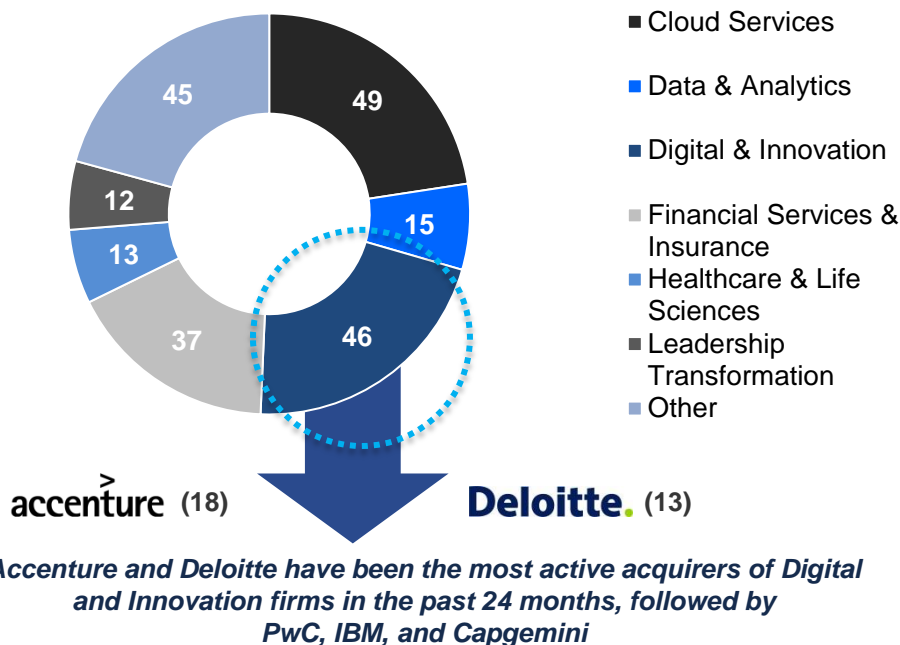 45
49
12
15
13
37
46
Cloud Services
Data & Analytics
Digital & Innovation
Financial Services &
Insurance
Healthcare & Life
Sciences
Leadership
Transformation
Other
>
accenture (18)
Deloitte. (13)
Accenture and Deloitte have been the most active acquirers of Digital
and Innovation firms in the past 24 months, followed by
PwC, IBM, and Capgemini